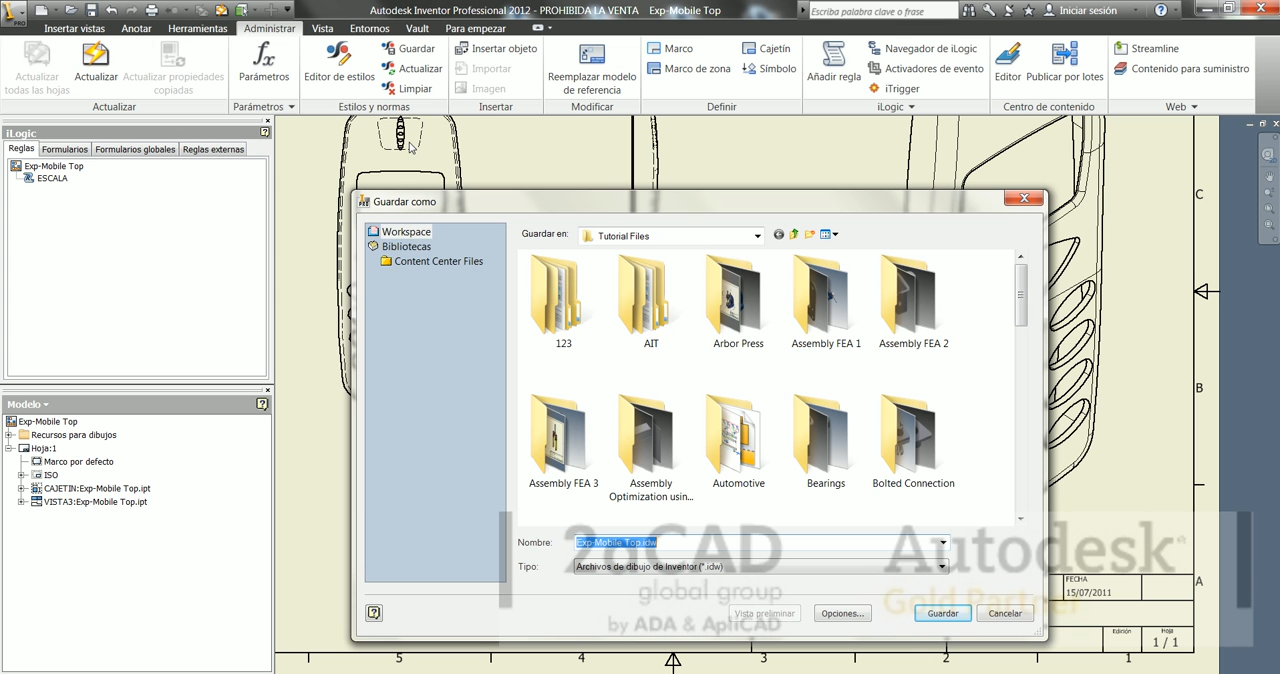 PRO
Autodesk Inventor Professional 2012 - PROHIBIDA LA VENTA Exp-Mobile Top
Escriba palabra clave o frase
Iniciar sesión
Insertar vistas Anotar Herramientas Administrar Vista Entornos Vault Para empezar
Actualizar todas las hojas
Actualizar
Actualizar propiedades copiadas
Actualizar
fx
Parámetros
Parámetros
Editor de estilos
Guardar
Actualizar
Limpiar
Estilos y normas
Insertar objeto
Importar
Imagen
Insertar
Reemplazar modelo de referencia
Modificar
Marco
Marco de zona
Cajetín
Símbolo
Definir
Añadir regla
Navegador de iLogic
Activadores de evento
iTrigger
iLogic
Editor
Publicar por lotes
Centro de contenido
Streamline
Contenido para suministro
Web
iLogic
Reglas Formularios Formularios globales Reglas externas
Exp-Mobile Top
ESCALA
Modelo
Exp-Mobile Top
Recursos para dibujos
Hoja:1
Marco por defecto
ISO
CAJETIN:Exp-Mobile Top.ipt
VISTA3:Exp-Mobile Top.ipt
Guardar como
Workspace
Bibliotecas
Content Center Files
Guardar en: Tutorial Files
123
AIT
Arbor Press
Assembly FEA 1
Assembly FEA 2
Assembly FEA 3
Assembly Optimization usin...
Automotive
Bearings
Bolted Connection
Nombre: Exp-Mobile Top.idw
Tipo: Archivos de dibujo de Inventor (*.idw)
Vista preliminar Opciones... Guardar Cancelar
2aCAD
global group
by ADA & ApliCAD
Autodesk
Gold Partner
C
B
A
FECHA
15/07/2011
Edición
Hoja
1 / 1
5 4 3 2 1